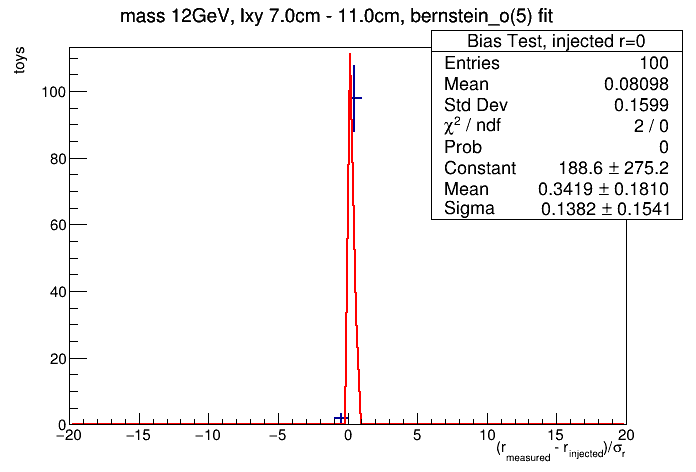 mass 12GeV, lxy 7.0cm - 11.0cm, bernstein_o(5) fit
toys
Bias Test, injected r=0
Entries 100
Mean 0.08098
Std Dev 0.1599
χ² / ndf 2 / 0
Prob 0
Constant 188.6 ± 275.2
Mean 0.3419 ± 0.1810
Sigma 0.1382 ± 0.1541
100
80
60
40
20
0
−20 −15 −10 −5 0 5 10 15 20
(r_measured - r_injected)/σ_r